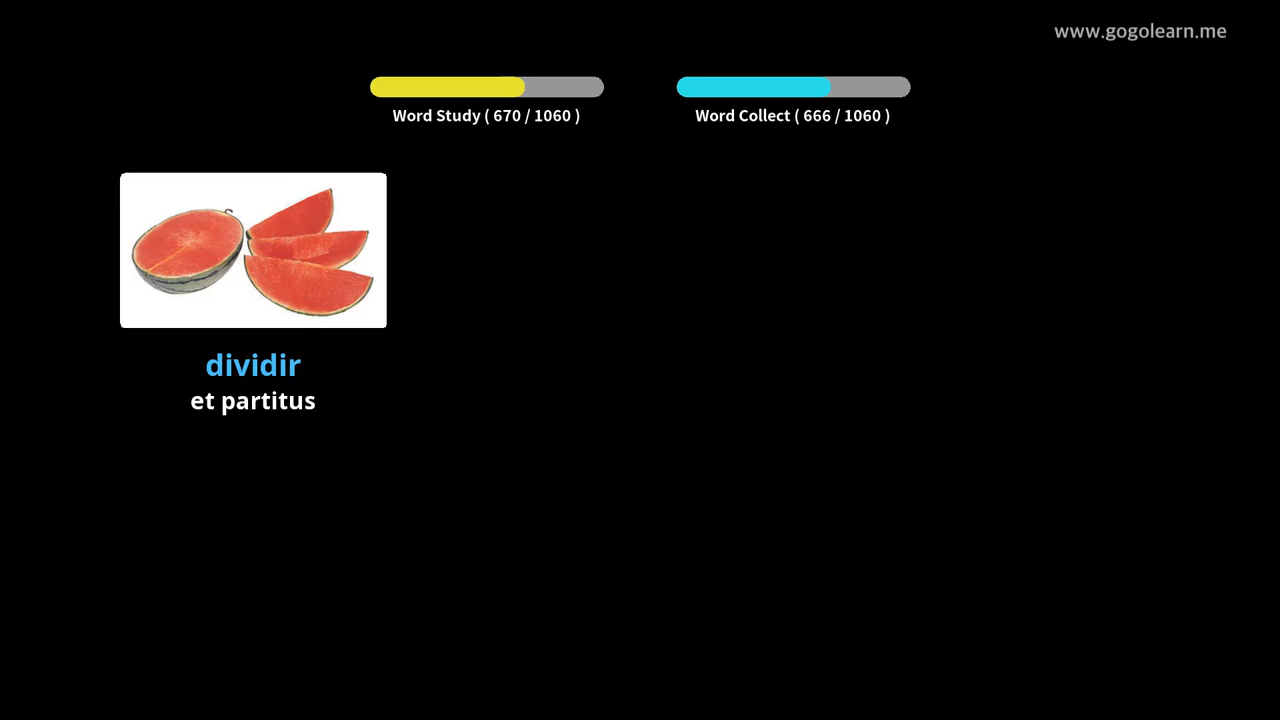 www.gogolearn.me
Word Study ( 670 / 1060 )
Word Collect ( 666 / 1060 )
dividir
et partitus